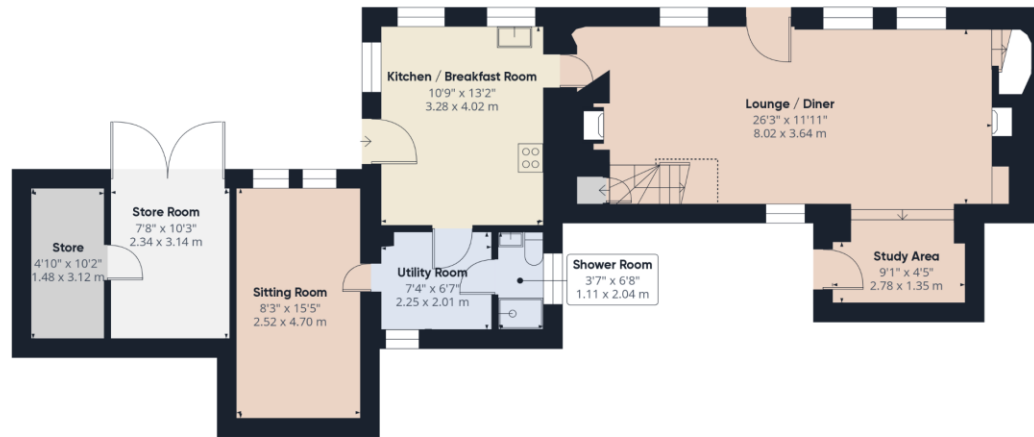 Kitchen / Breakfast Room
10'9" x 13'2"
3.28 x 4.02 m
Lounge / Diner
26'3" x 11'11"
8.02 x 3.64 m
Store Room
7'8" x 10'3"
2.34 x 3.14 m
Store
4'10" x 10'2"
1.48 x 3.12 m
Sitting Room
8'3" x 15'5"
2.52 x 4.70 m
Utility Room
7'4" x 6'7"
2.25 x 2.01 m
Shower Room
3'7" x 6'8"
1.11 x 2.04 m
Study Area
9'1" x 4'5"
2.78 x 1.35 m